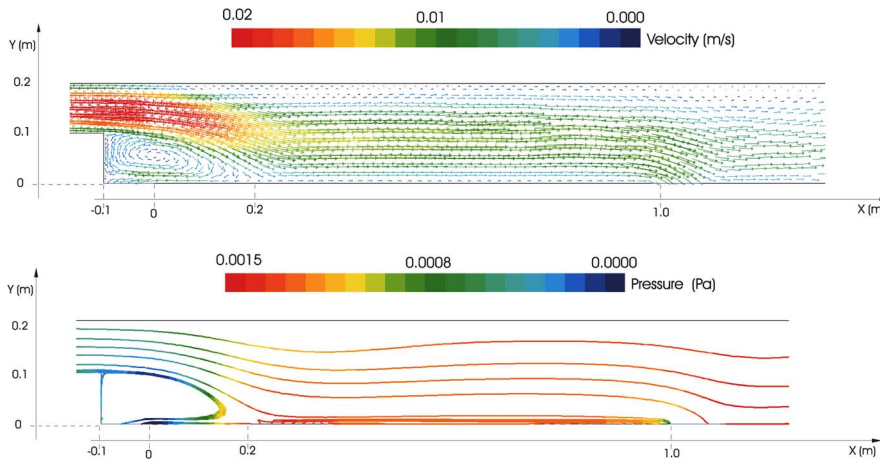 0.02 0.01 0.000
Velocity (m/s)
Y (m)
0.2
0.1
0
-0.1 0 0.2 1.0 X (m
0.0015 0.0008 0.0000
Pressure (Pa)
Y (m)
0.2
0.1
0
-0.1 0 0.2 1.0 X (m)